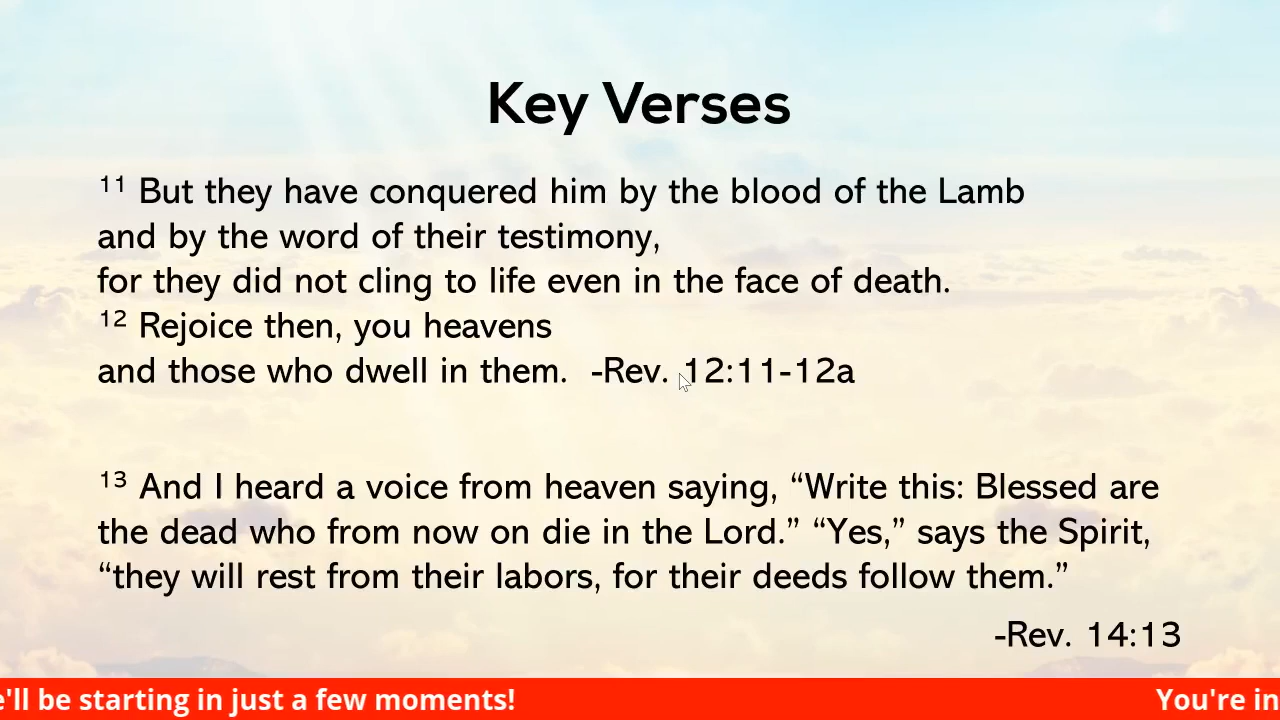 Key Verses
¹¹ But they have conquered him by the blood of the Lamb
and by the word of their testimony,
for they did not cling to life even in the face of death.
¹² Rejoice then, you heavens
and those who dwell in them. -Rev. 12:11-12a
¹³ And I heard a voice from heaven saying, “Write this: Blessed are
the dead who from now on die in the Lord.” “Yes,” says the Spirit,
“they will rest from their labors, for their deeds follow them.”
-Rev. 14:13
e'll be starting in just a few moments! You're in